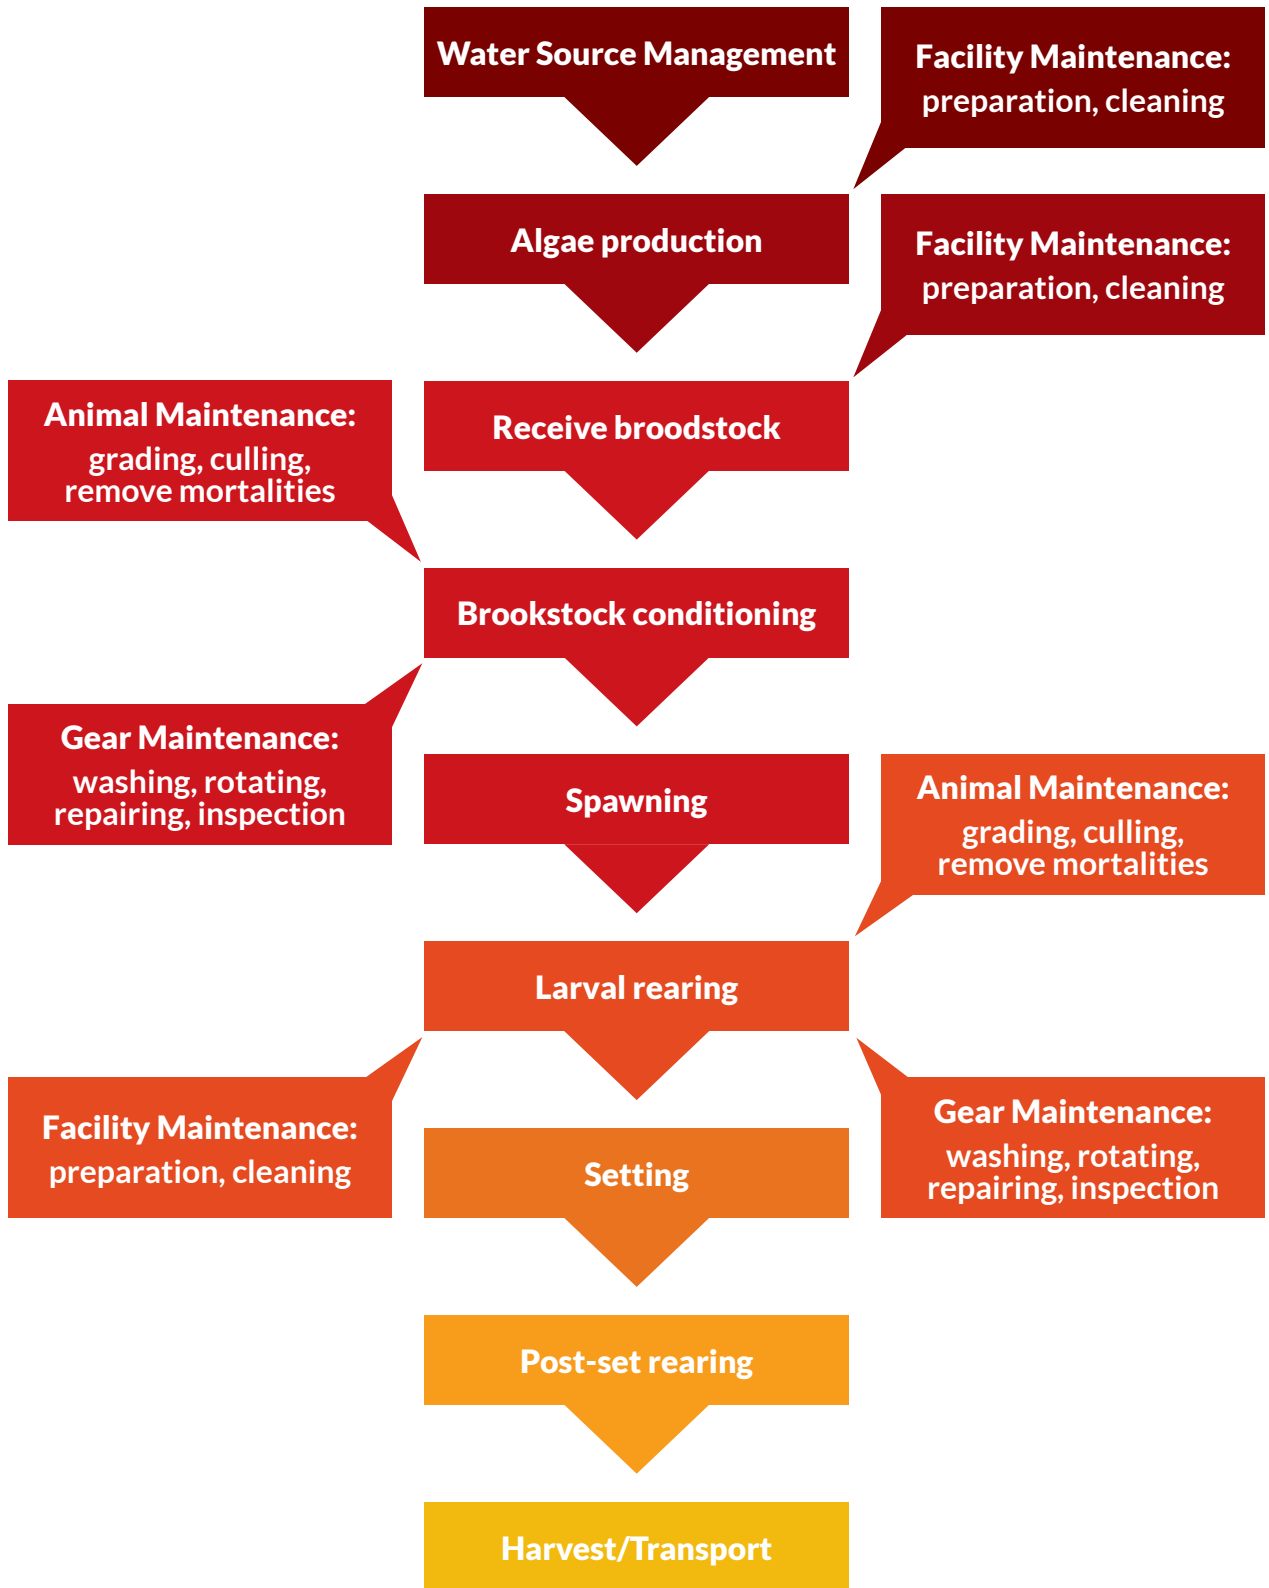 Water Source Management
Facility Maintenance:
preparation, cleaning
Algae production
Facility Maintenance:
preparation, cleaning
Receive broodstock
Animal Maintenance:
grading, culling,
remove mortalities
Brookstock conditioning
Gear Maintenance:
washing, rotating,
repairing, inspection
Spawning
Animal Maintenance:
grading, culling,
remove mortalities
Larval rearing
Facility Maintenance:
preparation, cleaning
Gear Maintenance:
washing, rotating,
repairing, inspection
Setting
Post-set rearing
Harvest/Transport